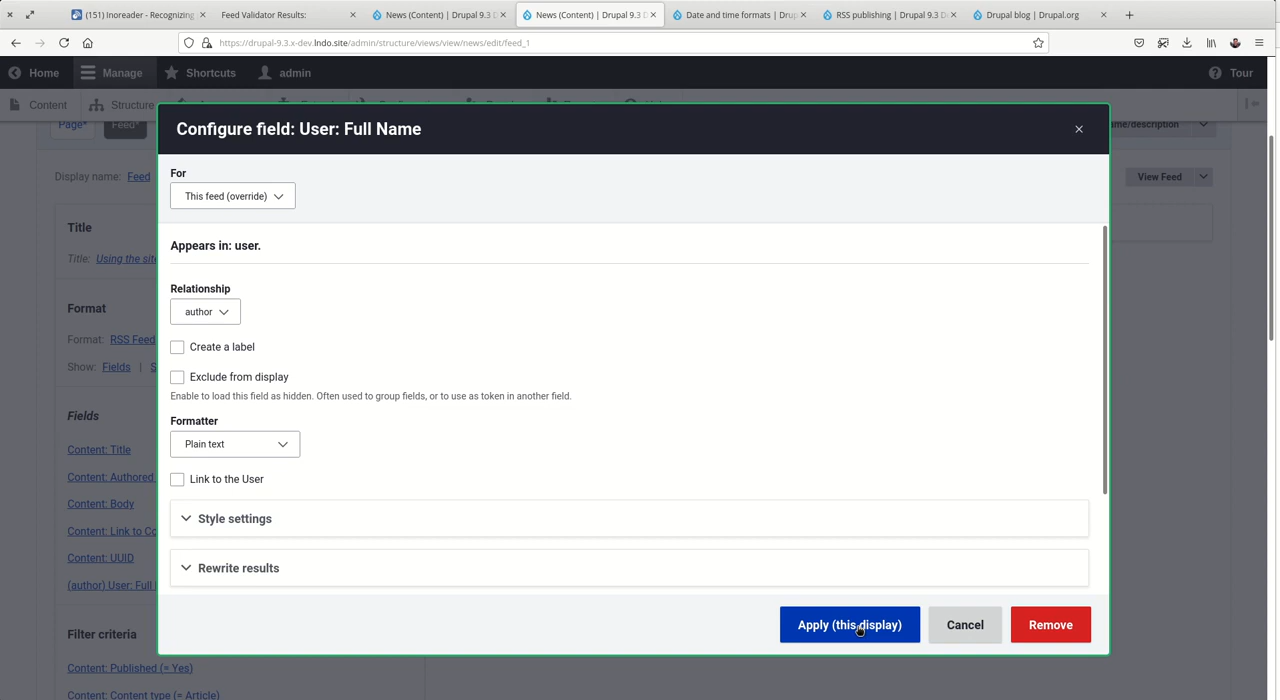 (151) Inoreader - Recognizing
Feed Validator Results:
News (Content) | Drupal 9.3 D
News (Content) | Drupal 9.3 D
Date and time formats | Drup
RSS publishing | Drupal 9.3 D
Drupal blog | Drupal.org
https://drupal-9.3.x-dev.lndo.site/admin/structure/views/view/news/edit/feed_1
Home
Manage
Shortcuts
admin
Tour
Content
Structure
Page*
Feed*
name/description
Configure field: User: Full Name
Display name: Feed
View Feed
For
This feed (override)
Title
Title: Using the site
Appears in: user.
Format
Format: RSS Feed
Show: Fields | S
Relationship
author
Create a label
Exclude from display
Enable to load this field as hidden. Often used to group fields, or to use as token in another field.
Fields
Content: Title
Content: Authored
Content: Body
Content: Link to Co
Content: UUID
(author) User: Full
Formatter
Plain text
Link to the User
Style settings
Rewrite results
Apply (this display)
Cancel
Remove
Filter criteria
Content: Published (= Yes)
Content: Content type (= Article)